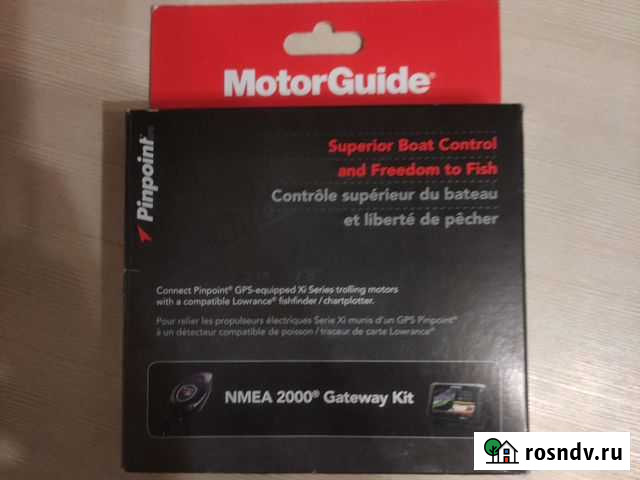 MotorGuide®
Pinpoint
Superior Boat Control
and Freedom to Fish
Contrôle supérieur du bateau
et liberté de pêcher
Connect Pinpoint® GPS-equipped Xi Series trolling motors
with a compatible Lowrance® fishfinder/chartplotter.
Pour relier les propulseurs électriques Serie Xi munis d'un GPS Pinpoint®
à un détecteur compatible de poisson/traceur de carte Lowrance®
NMEA 2000® Gateway Kit
rosndv.ru